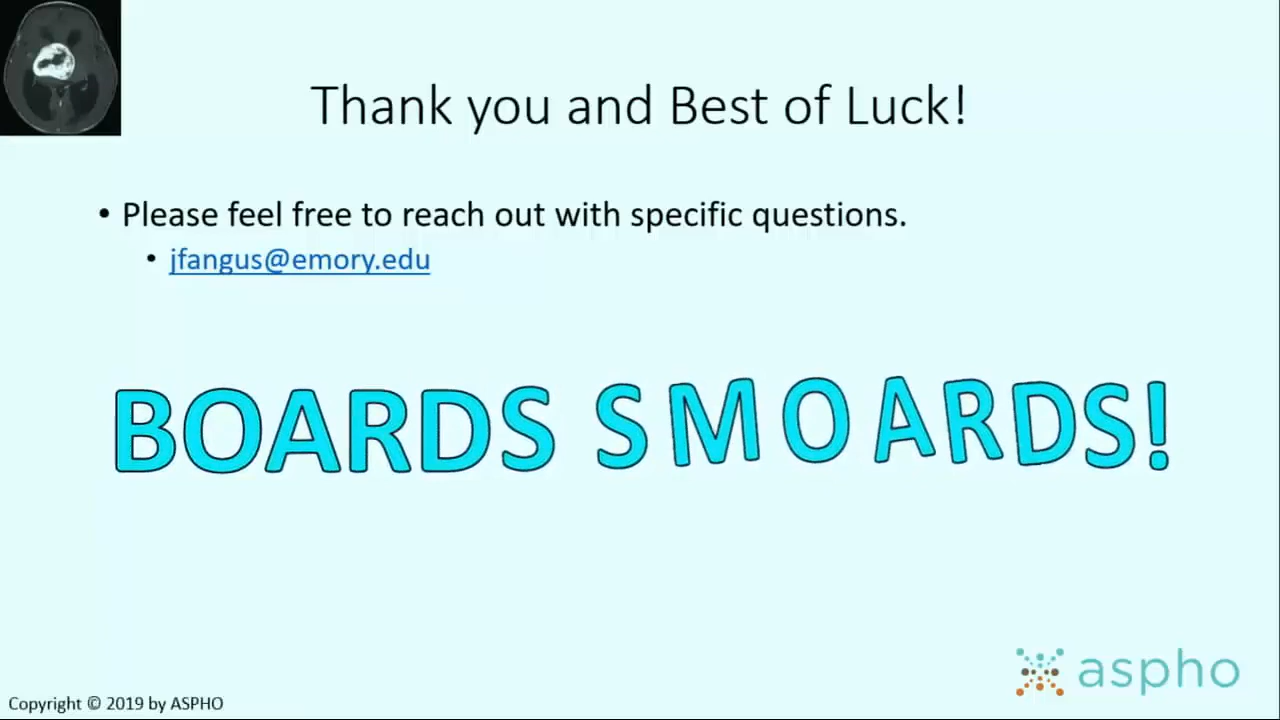 Thank you and Best of Luck!
• Please feel free to reach out with specific questions.
• jfangus@emory.edu
BOARDS SMOARDS!
aspho
Copyright © 2019 by ASPHO